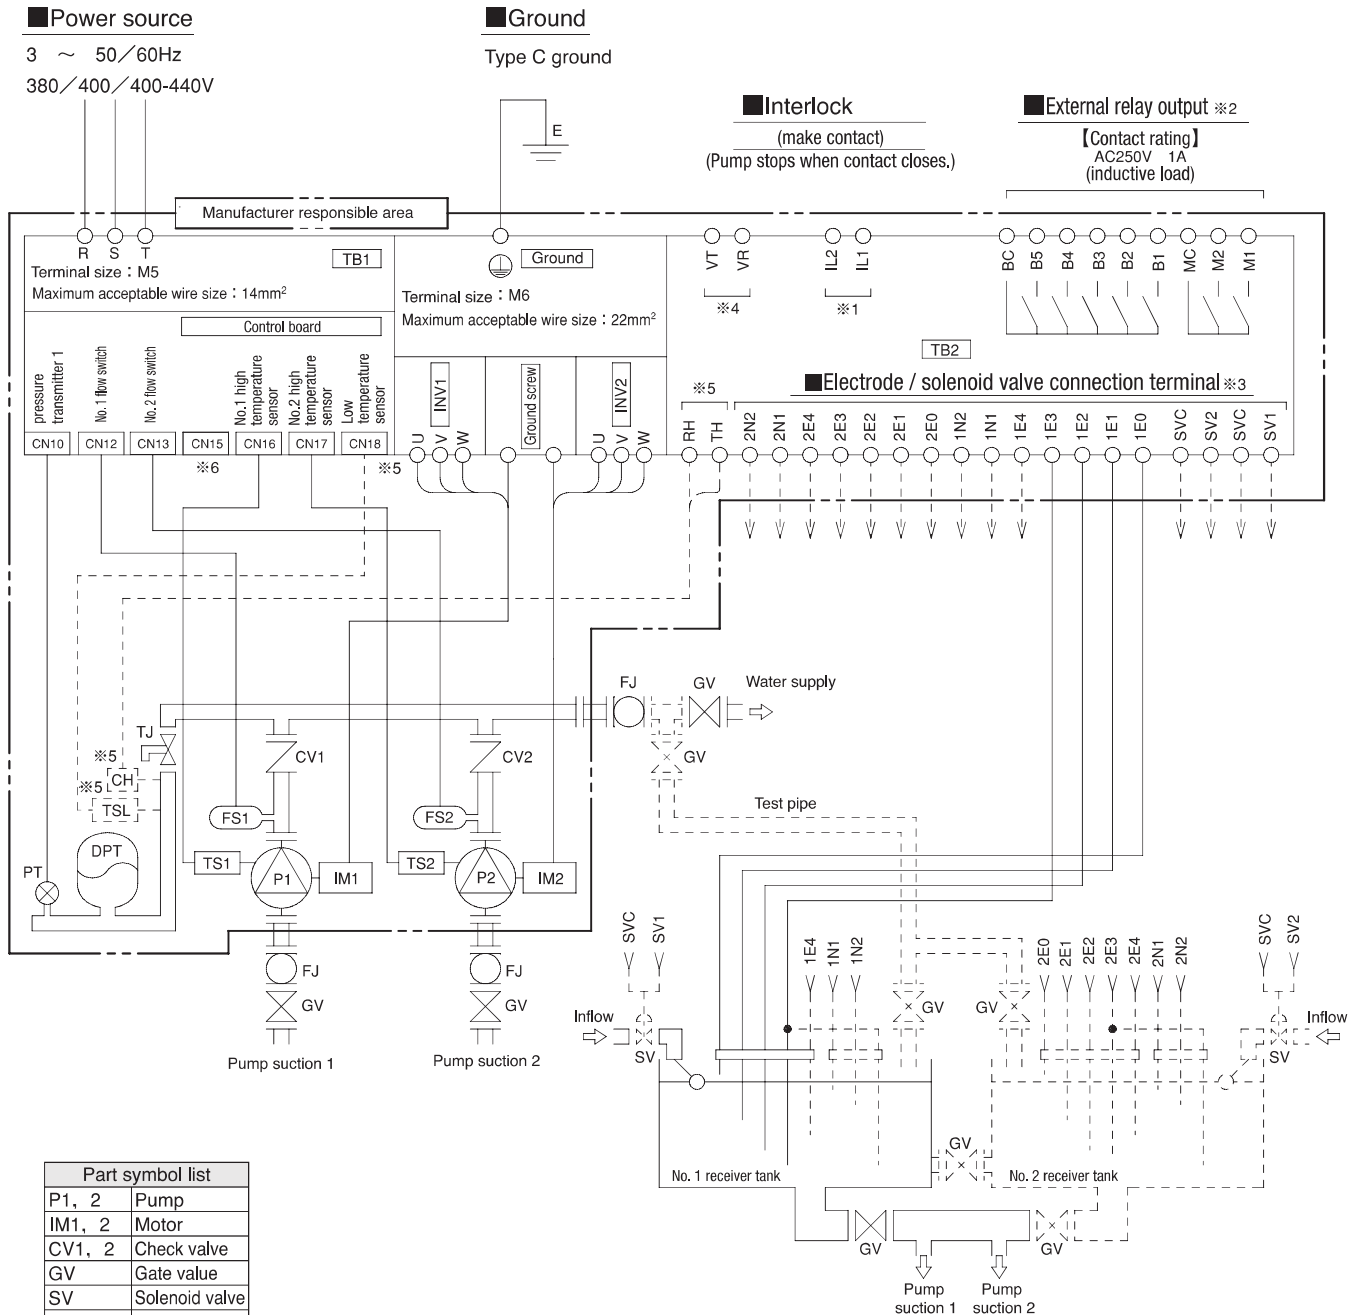 ■Power source
3 ～ 50／60Hz
380／400／400-440V
■Ground
Type C ground
E
■Interlock
(make contact)
(Pump stops when contact closes.)
■External relay output ※2
【Contact rating】
AC250V 1A
(inductive load)
Manufacturer responsible area
R S T
TB1
Terminal size：M5
Maximum acceptable wire size：14mm²
Ground
Terminal size：M6
Maximum acceptable wire size：22mm²
VT VR
※4
IL2 IL1
※1
BC B5 B4 B3 B2 B1 MC M2 M1
TB2
Control board
pressure transmitter 1
No. 1 flow switch
No. 2 flow switch
No.1 high temperature sensor
No.2 high temperature sensor
Low temperature sensor
CN10 CN12 CN13 CN15 CN16 CN17 CN18
※6
※5
INV1
U V W
Ground screw
INV2
U V W
■Electrode / solenoid valve connection terminal ※3
※5
RH TH 2N2 2N1 2E4 2E3 2E2 2E1 2E0 1N2 1N1 1E4 1E3 1E2 1E1 1E0 SVC SV2 SVC SV1
FJ
GV
Water supply
TJ
CV1
CV2
GV
※5
CH
※5
TSL
FS1
FS2
Test pipe
DPT
PT
TS1
P1
IM1
TS2
P2
IM2
FJ
FJ
GV
GV
Pump suction 1
Pump suction 2
SVC SV1
1E4 1N1 1N2
2E0 2E1 2E2 2E3 2E4 2N1 2N2
SVC SV2
GV
GV
Inflow
Inflow
SV
SV
GV
No. 1 receiver tank
No. 2 receiver tank
GV
GV
Pump suction 1
Pump suction 2
Part symbol list
P1, 2 Pump
IM1, 2 Motor
CV1, 2 Check valve
GV Gate value
SV Solenoid valve